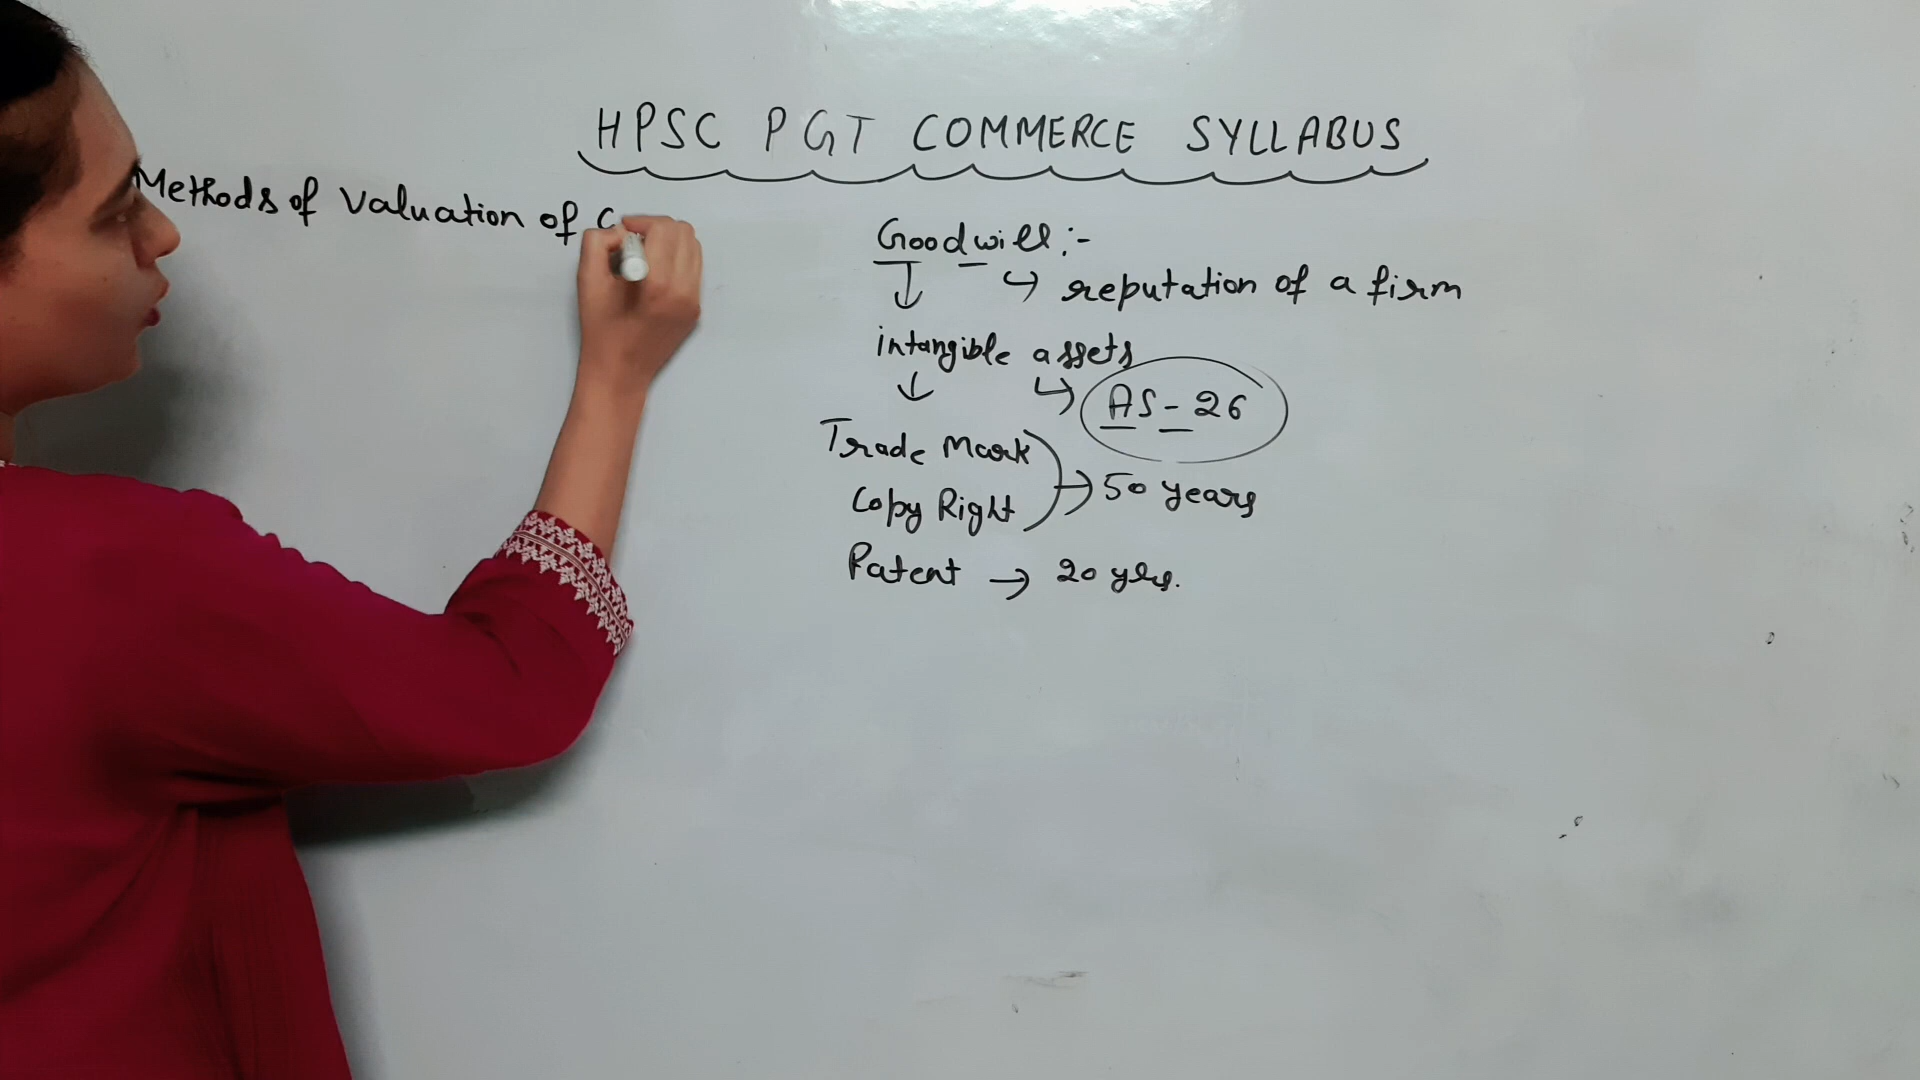 HPSC PGT COMMERCE SYLLABUS
Methods of Valuation of G
Goodwill :-
↓ ↳ reputation of a firm
intangible assets
↓ ↳ AS-26
Trade Mark
Copy Right → 50 years
Patent → 20 yrs.